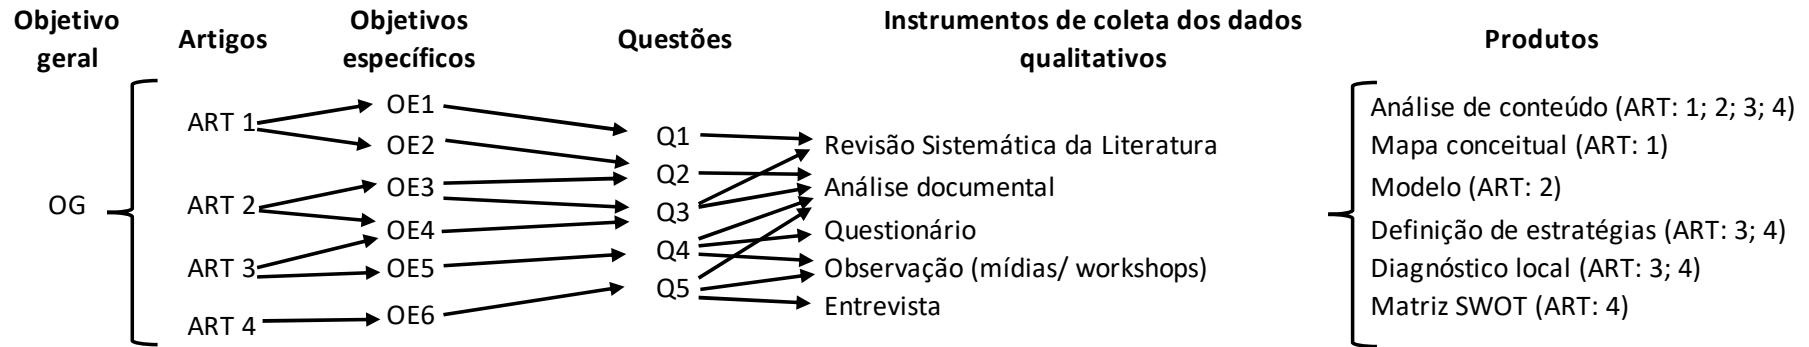 Objetivo
geral
Artigos
Objetivos
específicos
Questões
Instrumentos de coleta dos dados
qualitativos
Produtos
OG
ART 1
ART 2
ART 3
ART 4
OE1
OE2
OE3
OE4
OE5
OE6
Q1
Q2
Q3
Q4
Q5
Revisão Sistemática da Literatura
Análise documental
Questionário
Observação (mídias/ workshops)
Entrevista
Análise de conteúdo (ART: 1; 2; 3; 4)
Mapa conceitual (ART: 1)
Modelo (ART: 2)
Definição de estratégias (ART: 3; 4)
Diagnóstico local (ART: 3; 4)
Matriz SWOT (ART: 4)